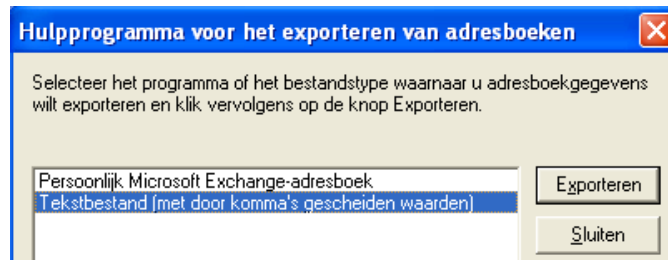 Hulpprogramma voor het exporteren van adresboeken
Selecteer het programma of het bestandstype waarnaar u adresboekgegevens
wilt exporteren en klik vervolgens op de knop Exporteren.
Persoonlijk Microsoft Exchange-adresboek
Tekstbestand (met door komma's gescheiden waarden)
Exporteren
Sluiten